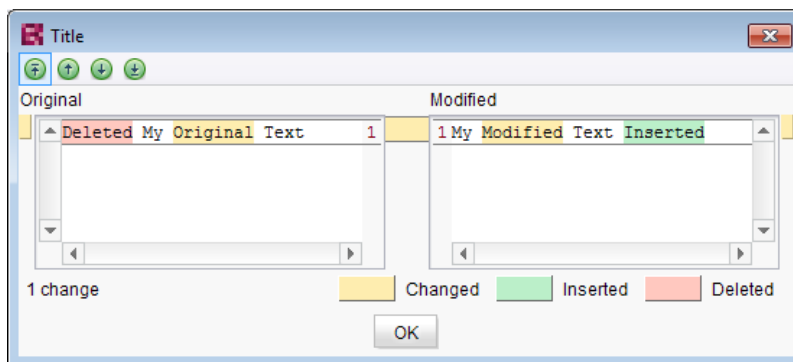 Title
Original Modified
Deleted My Original Text 1 1 My Modified Text Inserted
1 change Changed Inserted Deleted
OK